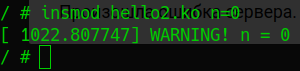 / # insmod hello2.ko n=0
[ 1022.807747] WARNING! n = 0
/ #